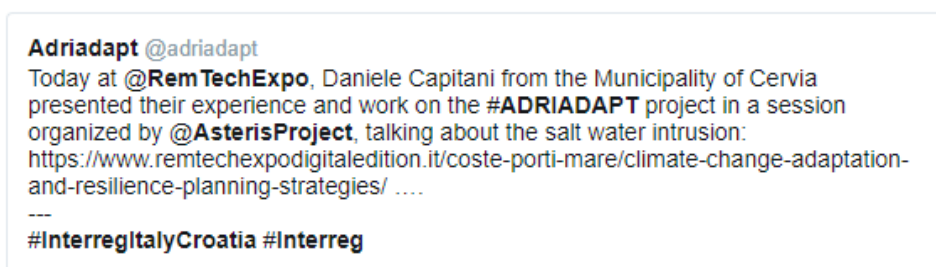 Adriadapt @adriadapt
Today at @RemTechExpo, Daniele Capitani from the Municipality of Cervia
presented their experience and work on the #ADRIADAPT project in a session
organized by @AsterisProject, talking about the salt water intrusion:
https://www.remtechexpodigitaledition.it/coste-porti-mare/climate-change-adaptation-
and-resilience-planning-strategies/ ….
---
#InterregItalyCroatia #Interreg